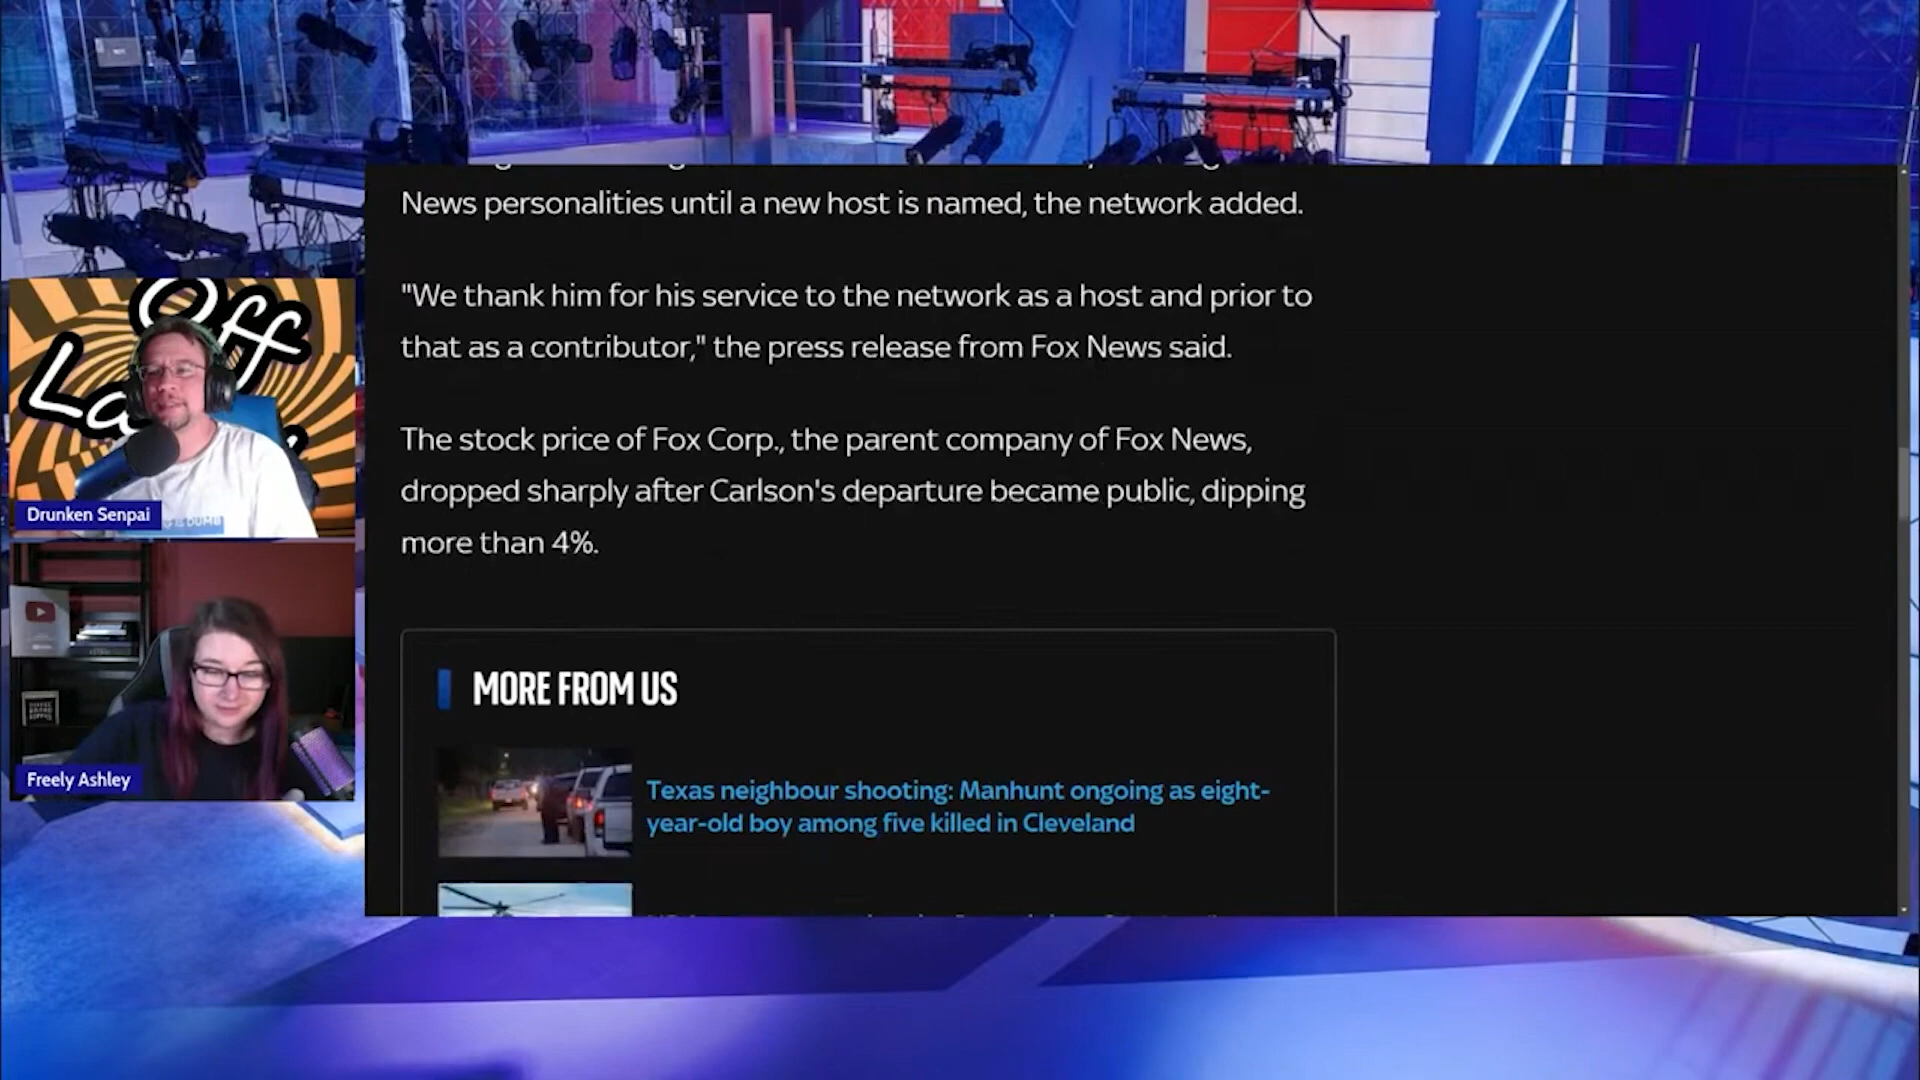 News personalities until a new host is named, the network added.
"We thank him for his service to the network as a host and prior to
that as a contributor," the press release from Fox News said.
The stock price of Fox Corp., the parent company of Fox News,
dropped sharply after Carlson's departure became public, dipping
more than 4%.
MORE FROM US
Texas neighbour shooting: Manhunt ongoing as eight-
year-old boy among five killed in Cleveland
Off
La
IS DUMB
Drunken Senpai
Freely Ashley